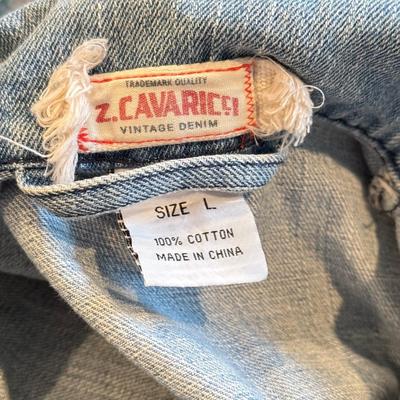 TRADEMARK QUALITY
Z.CAVARICCI
VINTAGE DENIM
SIZE L
100% COTTON
MADE IN CHINA